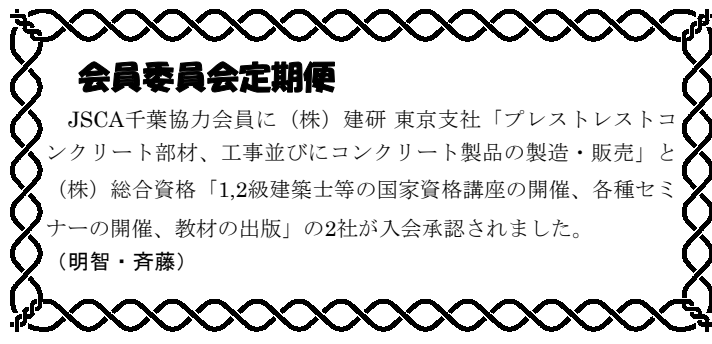 会員委員会定期便
JSCA千葉協力会員に（株）建研 東京支社「プレストレストコ
ンクリート部材、工事並びにコンクリート製品の製造・販売」と
（株）総合資格「1,2級建築士等の国家資格講座の開催、各種セミ
ナーの開催、教材の出版」の2社が入会承認されました。
（明智・斉藤）